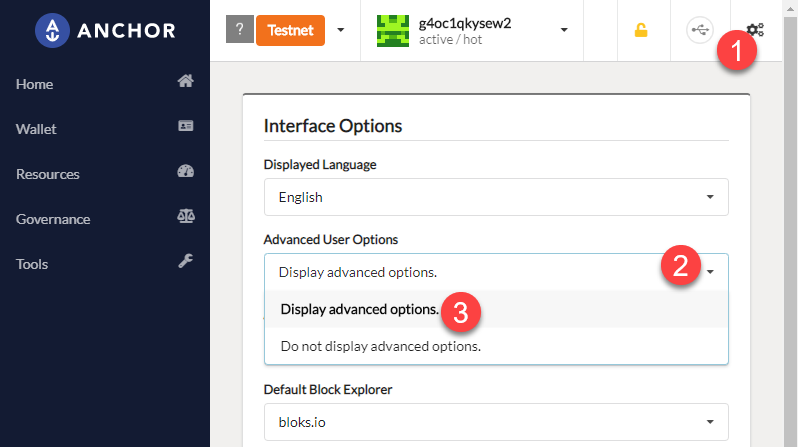 ANCHOR
Home
Wallet
Resources
Governance
Tools
? Testnet
g4oc1qkysew2
active / hot
1
Interface Options
Displayed Language
English
Advanced User Options
Display advanced options.
2
Display advanced options.
3
Do not display advanced options.
Default Block Explorer
bloks.io